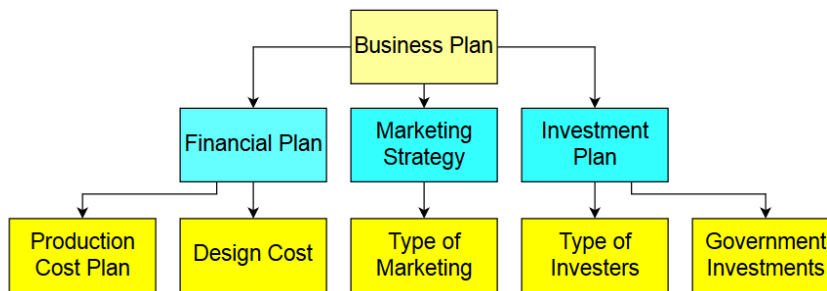 Business Plan
Financial Plan
Marketing
Strategy
Investment
Plan
Production
Cost Plan
Design Cost
Type of
Marketing
Type of
Investers
Government
Investments